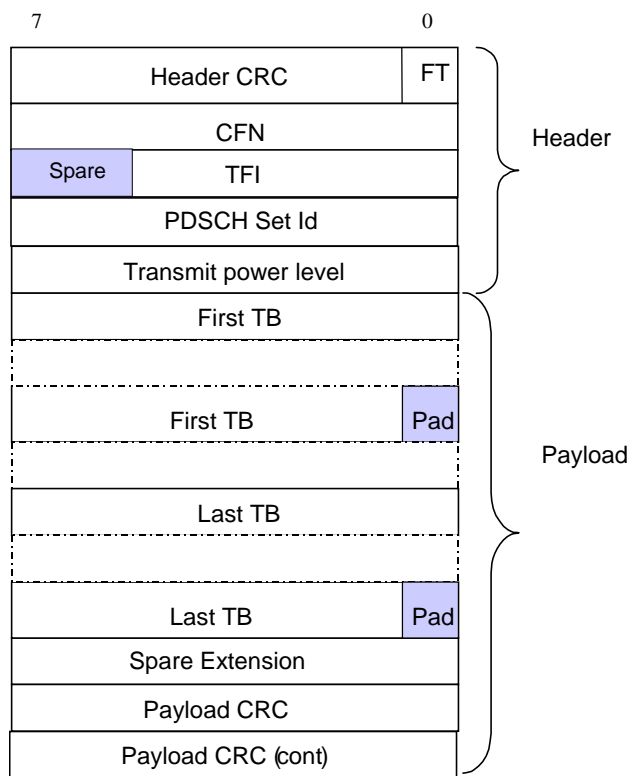 7 0
Header CRC FT
CFN
Header
Spare TFI
PDSCH Set Id
Transmit power level
First TB
First TB Pad
Payload
Last TB
Last TB Pad
Spare Extension
Payload CRC
Payload CRC (cont)